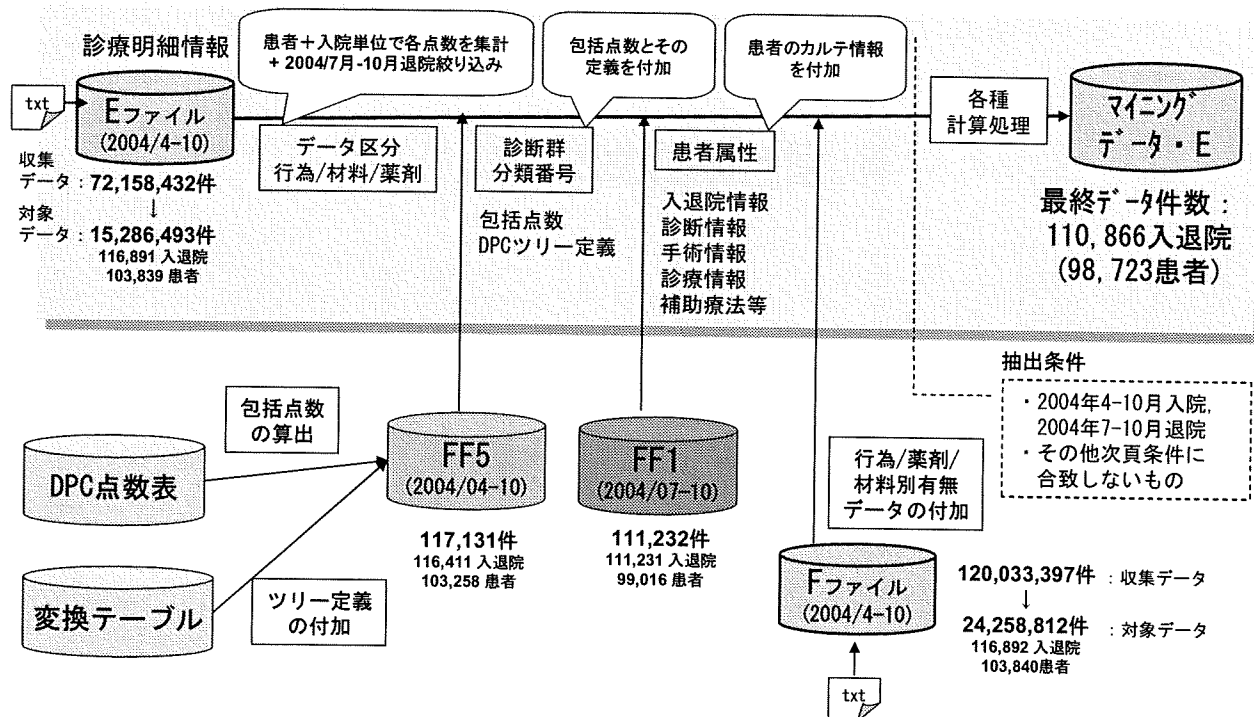 診療明細情報
txt
Eファイル
(2004/4-10)
収集
データ：72,158,432件
↓
対象
データ：15,286,493件
116,891 入退院
103,839 患者
患者＋入院単位で各点数を集計
＋2004/7月-10月退院絞り込み
データ区分
行為/材料/薬剤
包括点数とその
定義を付加
診断群
分類番号
包括点数
DPCツリー定義
患者のカルテ情報
を付加
患者属性
入退院情報
診断情報
手術情報
診療情報
補助療法等
各種
計算処理
マイニング
データ・E
最終データ件数：
110,866入退院
(98,723患者)
抽出条件
・2004年4-10月入院,
2004年7-10月退院
・その他次頁条件に
合致しないもの
DPC点数表
包括点数
の算出
変換テーブル
ツリー定義
の付加
FF5
(2004/04-10)
117,131件
116,411 入退院
103,258 患者
FF1
(2004/07-10)
111,232件
111,231 入退院
99,016 患者
行為/薬剤/
材料別有無
データの付加
Fファイル
(2004/4-10)
120,033,397件 ：収集データ
↓
24,258,812件 ：対象データ
116,892 入退院
103,840患者
txt